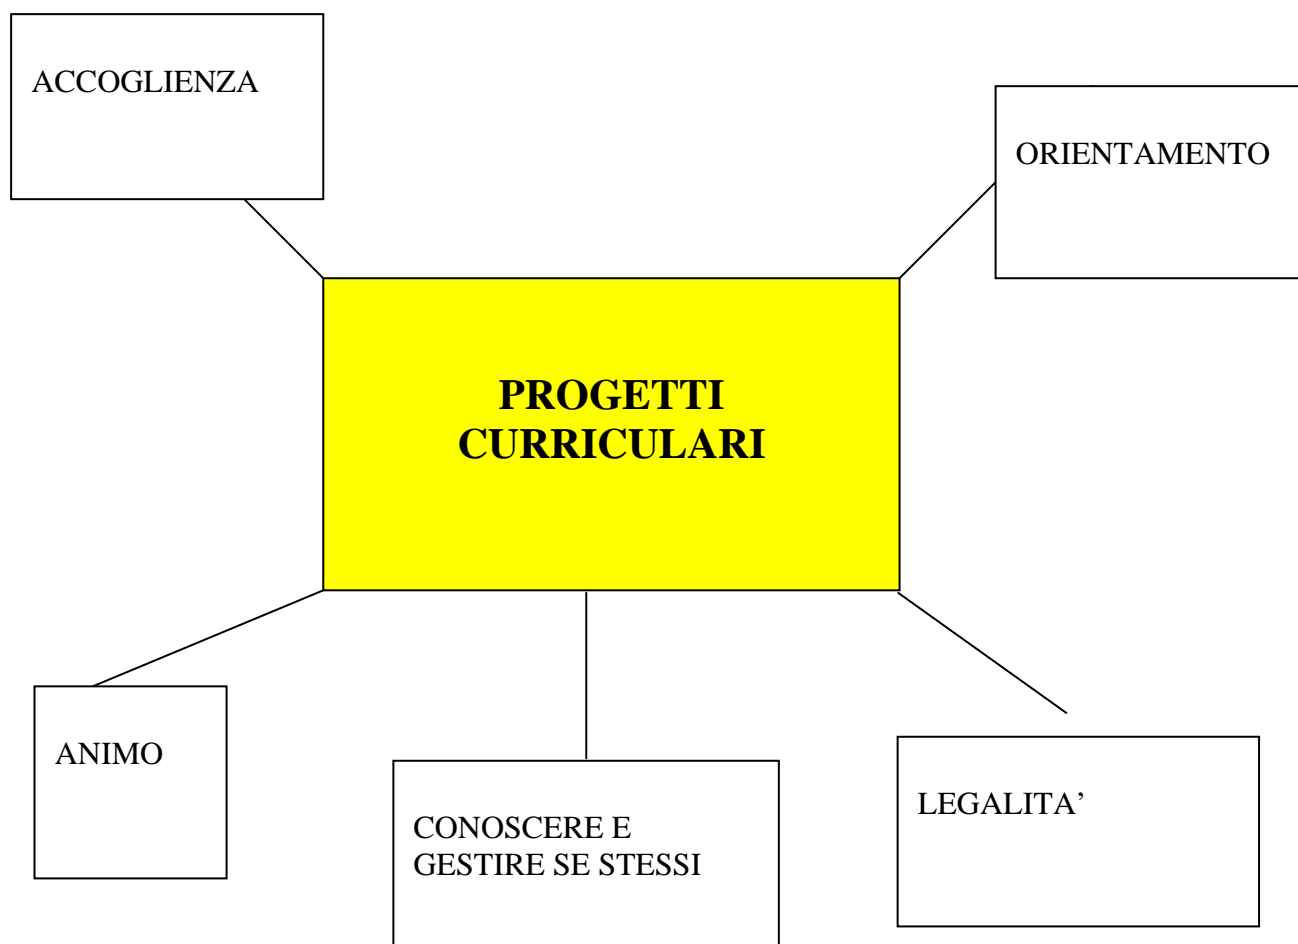 ACCOGLIENZA
ORIENTAMENTO
PROGETTI
CURRICULARI
ANIMO
CONOSCERE E
GESTIRE SE STESSI
LEGALITA’